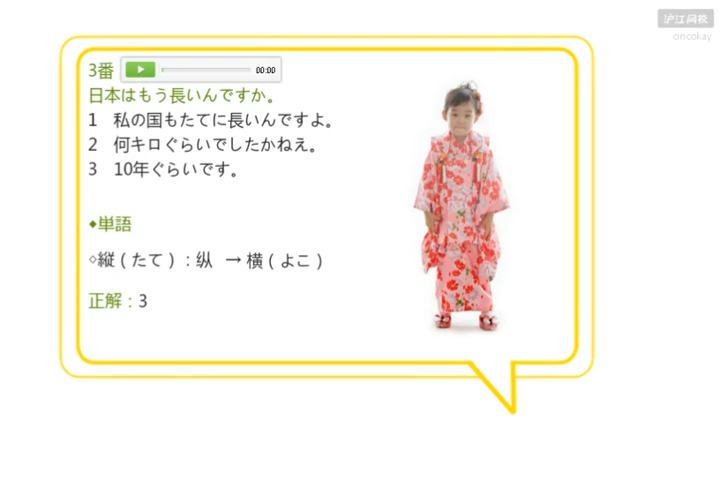 沪江网校
cincokay
3番 00:00
日本はもう長いんですか。
1 私の国もたてに長いんですよ。
2 何キロぐらいでしたかねえ。
3 10年ぐらいです。
◆単語
◇縦（たて）：纵 → 横（よこ）
正解：3